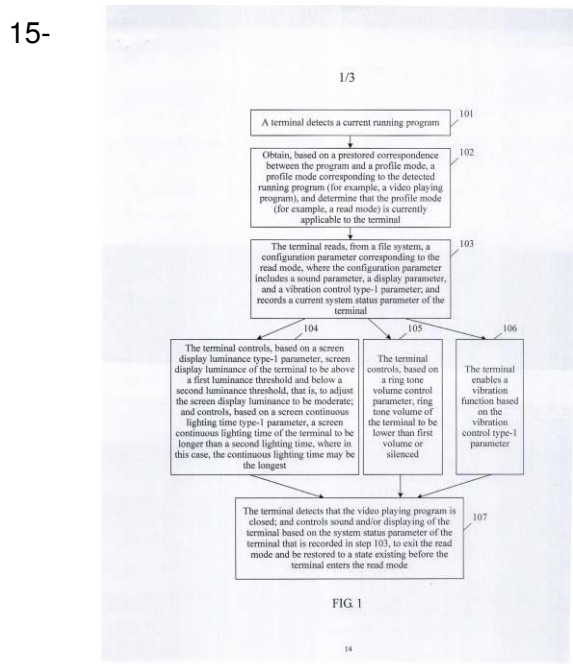 15-
1/3
101
A terminal detects a current running program
102
Obtain, based on a prestored correspondence
between the program and a profile mode, a
profile mode corresponding to the detected
running program (for example, a video playing
program), and determine that the profile mode
(for example, a read mode) is currently
applicable to the terminal
103
The terminal reads, from a file system, a
configuration parameter corresponding to the
read mode, where the configuration parameter
includes a sound parameter, a display parameter,
and a vibration control type-1 parameter; and
records a current system status parameter of the
terminal
104
The terminal controls, based on a screen
display luminance type-1 parameter, screen
display luminance of the terminal to be above
a first luminance threshold and below a
second luminance threshold, that is, to adjust
the screen display luminance to be moderate;
and controls, based on a screen continuous
lighting time type-1 parameter, a screen
continuous lighting time of the terminal to be
longer than a second lighting time, where in
this case, the continuous lighting time may be
the longest
105
The terminal
controls, based on
a ring tone
volume control
parameter, ring
tone volume of
the terminal to be
lower than first
volume or
silenced
106
The terminal
enables a
vibration
function based
on the
vibration
control type-1
parameter
107
The terminal detects that the video playing program is
closed; and controls sound and/or displaying of the
terminal based on the system status parameter of the
terminal that is recorded in step 103, to exit the read
mode and be restored to a state existing before the
terminal enters the read mode
FIG. 1
14